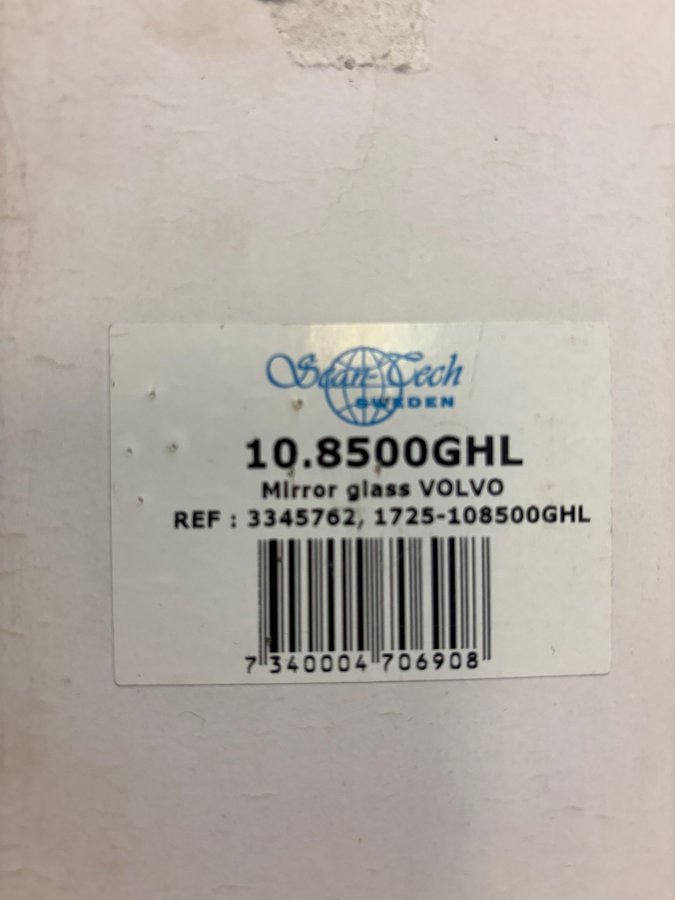 Scan-Tech
SWEDEN
10.8500GHL
Mirror glass VOLVO
REF : 3345762, 1725-108500GHL
7 340004 706908